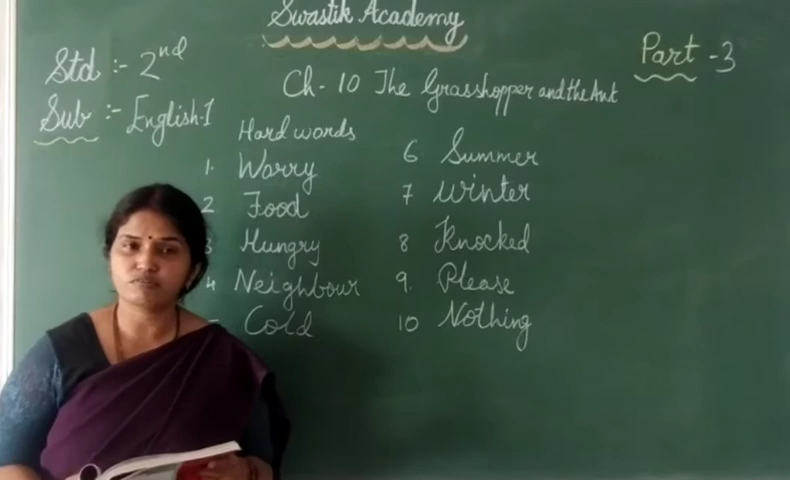 Swastik Academy
Std :- 2nd
Part -3
Ch- 10 The Grasshopper and the Ant
Sub :- English-1
Hard words
1. Worry
2 Food
3 Hungry
4 Neighbour
Cold
6 Summer
7 Winter
8 Knocked
9. Please
10 Nothing